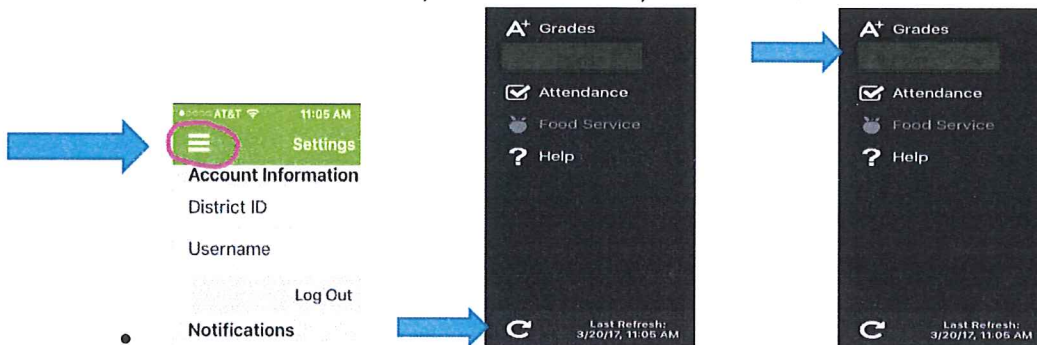 AT&T 11:05 AM
Settings
Account Information
District ID
Username
Log Out
Notifications
A+ Grades
Attendance
Food Service
? Help
Last Refresh:
3/20/17, 11:05 AM
A+ Grades
Attendance
Food Service
? Help
Last Refresh:
3/20/17, 11:05 AM